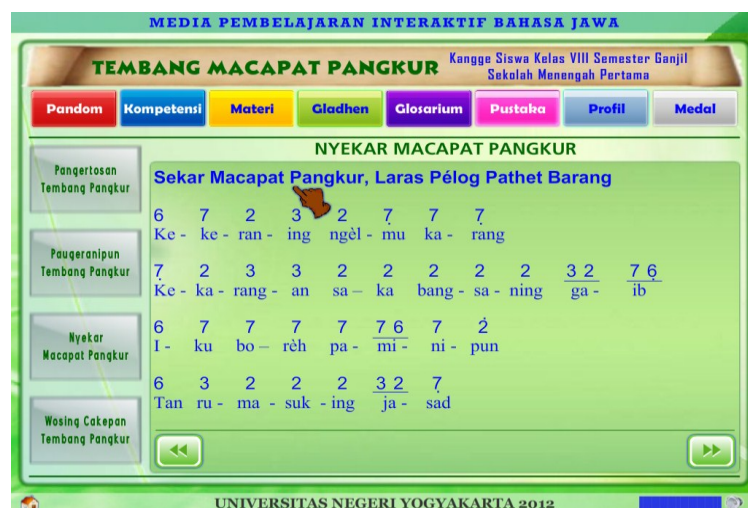 MEDIA PEMBELAJARAN INTERAKTIF BAHASA JAWA
TEMBANG MACAPAT PANGKUR
Kangge Siswa Kelas VIII Semester Ganjil
Sekolah Menengah Pertama
Pandom Kompetensi Materi Gladhen Glosarium Pustaka Profil Medal
Pangertosan
Tembang Pangkur
Paugeranipun
Tembang Pangkur
Nyekar
Macapat Pangkur
Wosing Cakepan
Tembang Pangkur
NYEKAR MACAPAT PANGKUR
Sekar Macapat Pangkur, Laras Pélog Pathet Barang
6 7 2 3 2 7̣ 7 7̣
Ke - ke - ran - ing ngèl - mu ka - rang
7̣ 2 3 3 2 2 2 2 2 3 2 7 6̣
Ke - ka - rang - an sa – ka bang - sa - ning ga - ib
6 7 7 7 7 7 6 7 2̇
I - ku bo – rèh pa - mi - ni - pun
6 3 2 2 2 3 2 7̣
Tan ru - ma - suk - ing ja - sad
UNIVERSITAS NEGERI YOGYAKARTA 2012